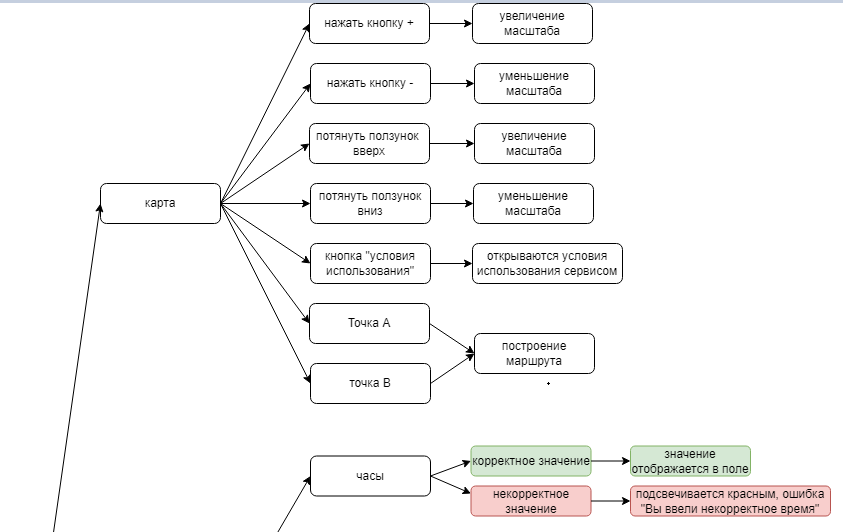 нажать кнопку +
увеличение
масштаба
нажать кнопку -
уменьшение
масштаба
потянуть ползунок
вверх
увеличение
масштаба
карта
потянуть ползунок
вниз
уменьшение
масштаба
кнопка "условия
использования"
открываются условия
использования сервисом
Точка А
построение
маршрута
точка В
часы
корректное значение
значение
отображается в поле
некорректное
значение
подсвечивается красным, ошибка
"Вы ввели некорректное время"